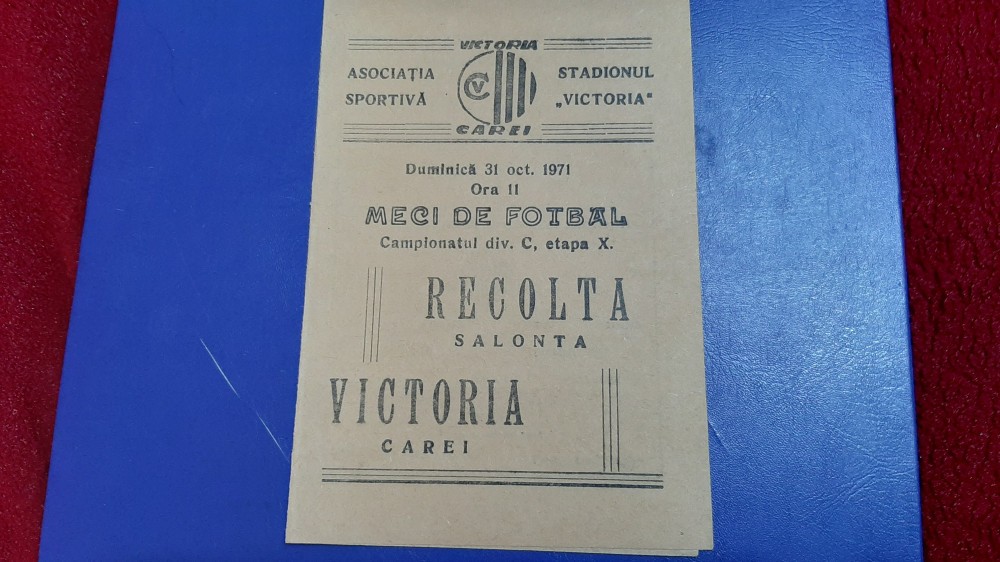 VICTORIA
ASOCIAȚIA
SPORTIVĂ
CV
STADIONUL
„VICTORIA"
CAREI
Duminică 31 oct. 1971
Ora 11
MECI DE FOTBAL
Campionatul div. C, etapa X.
RECOLTA
SALONTA
VICTORIA
CAREI